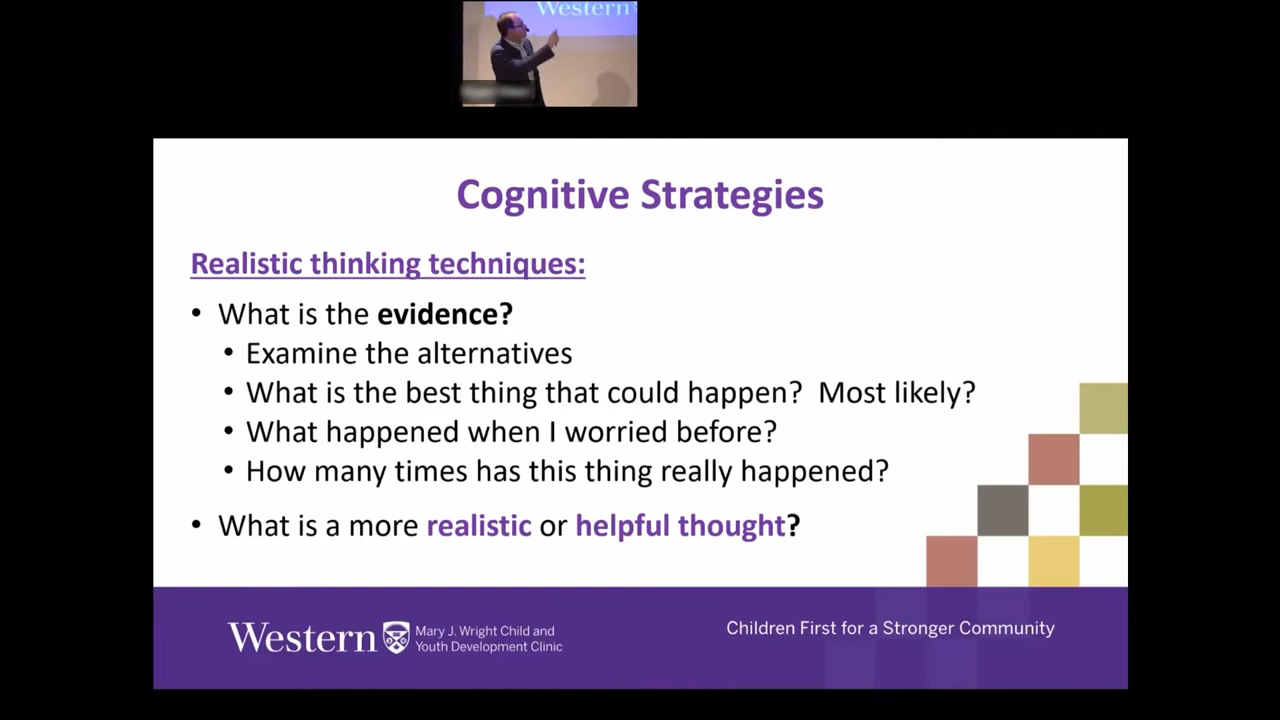 Western
Cognitive Strategies
Realistic thinking techniques:
• What is the evidence?
• Examine the alternatives
• What is the best thing that could happen?  Most likely?
• What happened when I worried before?
• How many times has this thing really happened?
• What is a more realistic or helpful thought?
Western
Mary J. Wright Child and
Youth Development Clinic
Children First for a Stronger Community